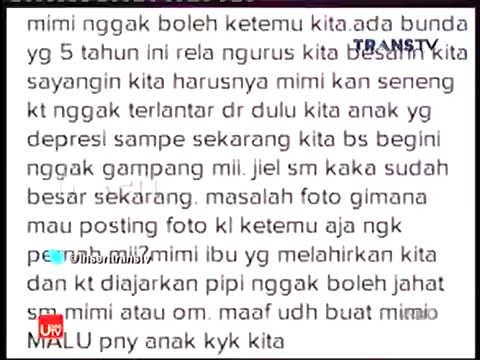 mimi nggak boleh ketemu kita.ada bunda
yg 5 tahun ini rela ngurus kita besarin kita
TRANSTV
sayangin kita harusnya mimi kan seneng
kt nggak terlantar dr dulu kita anak yg
depresi sampe sekarang kita bs begini
nggak gampang mii. jiel sm kaka sudah
besar sekarang. masalah foto gimana
mau posting foto kl ketemu aja ngk
pernah mii?mimi ibu yg melahirkan kita
@inserttranstv
dan kt diajarkan pipi nggak boleh jahat
sm mimi atau om. maaf udh buat mimi
MALU pny anak kyk kita